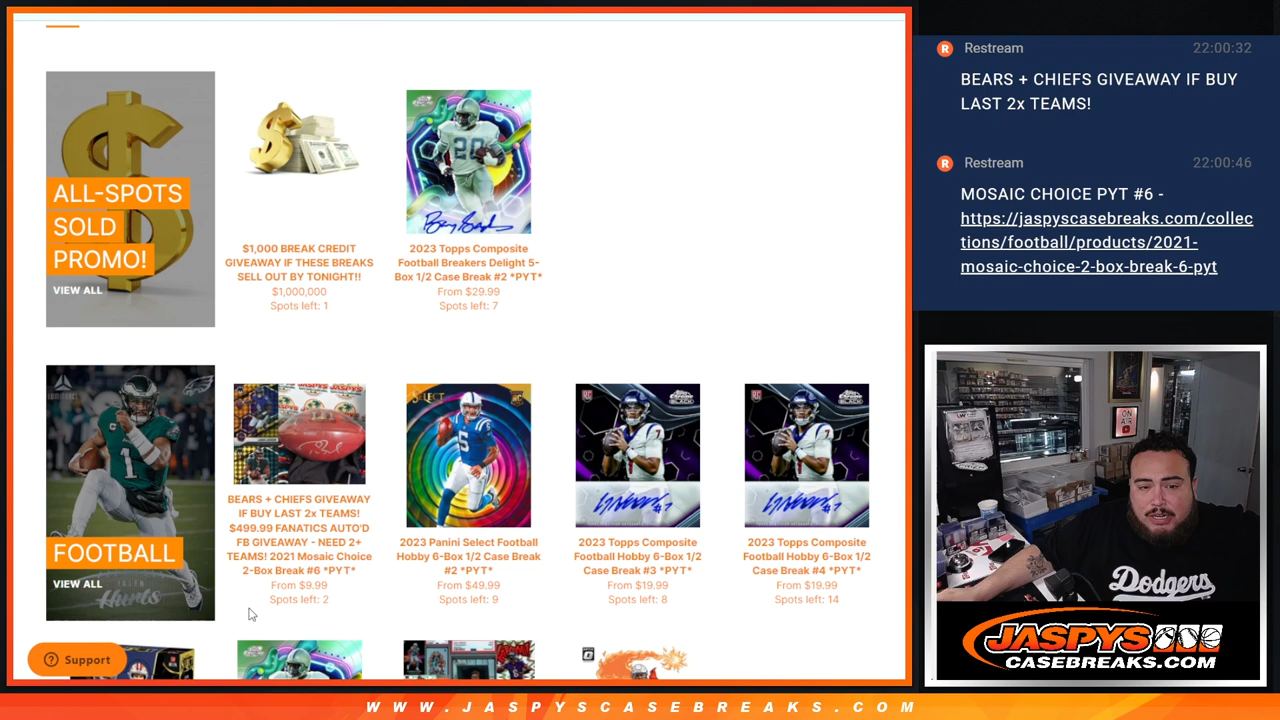 ALL-SPOTS
SOLD
PROMO!
VIEW ALL
$1,000 BREAK CREDIT
GIVEAWAY IF THESE BREAKS
SELL OUT BY TONIGHT!!
$1,000,000
Spots left: 1
2023 Topps Composite
Football Breakers Delight 5-
Box 1/2 Case Break #2 *PYT*
From $29.99
Spots left: 7
FOOTBALL
VIEW ALL
BEARS + CHIEFS GIVEAWAY
IF BUY LAST 2x TEAMS!
$499.99 FANATICS AUTO'D
FB GIVEAWAY - NEED 2+
TEAMS! 2021 Mosaic Choice
2-Box Break #6 *PYT*
From $9.99
Spots left: 2
SELECT
2023 Panini Select Football
Hobby 6-Box 1/2 Case Break
#2 *PYT*
From $49.99
Spots left: 9
2023 Topps Composite
Football Hobby 6-Box 1/2
Case Break #3 *PYT*
From $19.99
Spots left: 8
2023 Topps Composite
Football Hobby 6-Box 1/2
Case Break #4 *PYT*
From $19.99
Spots left: 14
Support
Restream 22:00:32
BEARS + CHIEFS GIVEAWAY IF BUY
LAST 2x TEAMS!
Restream 22:00:46
MOSAIC CHOICE PYT #6 -
https://jaspyscasebreaks.com/collec
tions/football/products/2021-
mosaic-choice-2-box-break-6-pyt
ON
AIR
Dodgers
JASPYS
CASEBREAKS.COM
WWW.JASPYSCASEBREAKS.COM